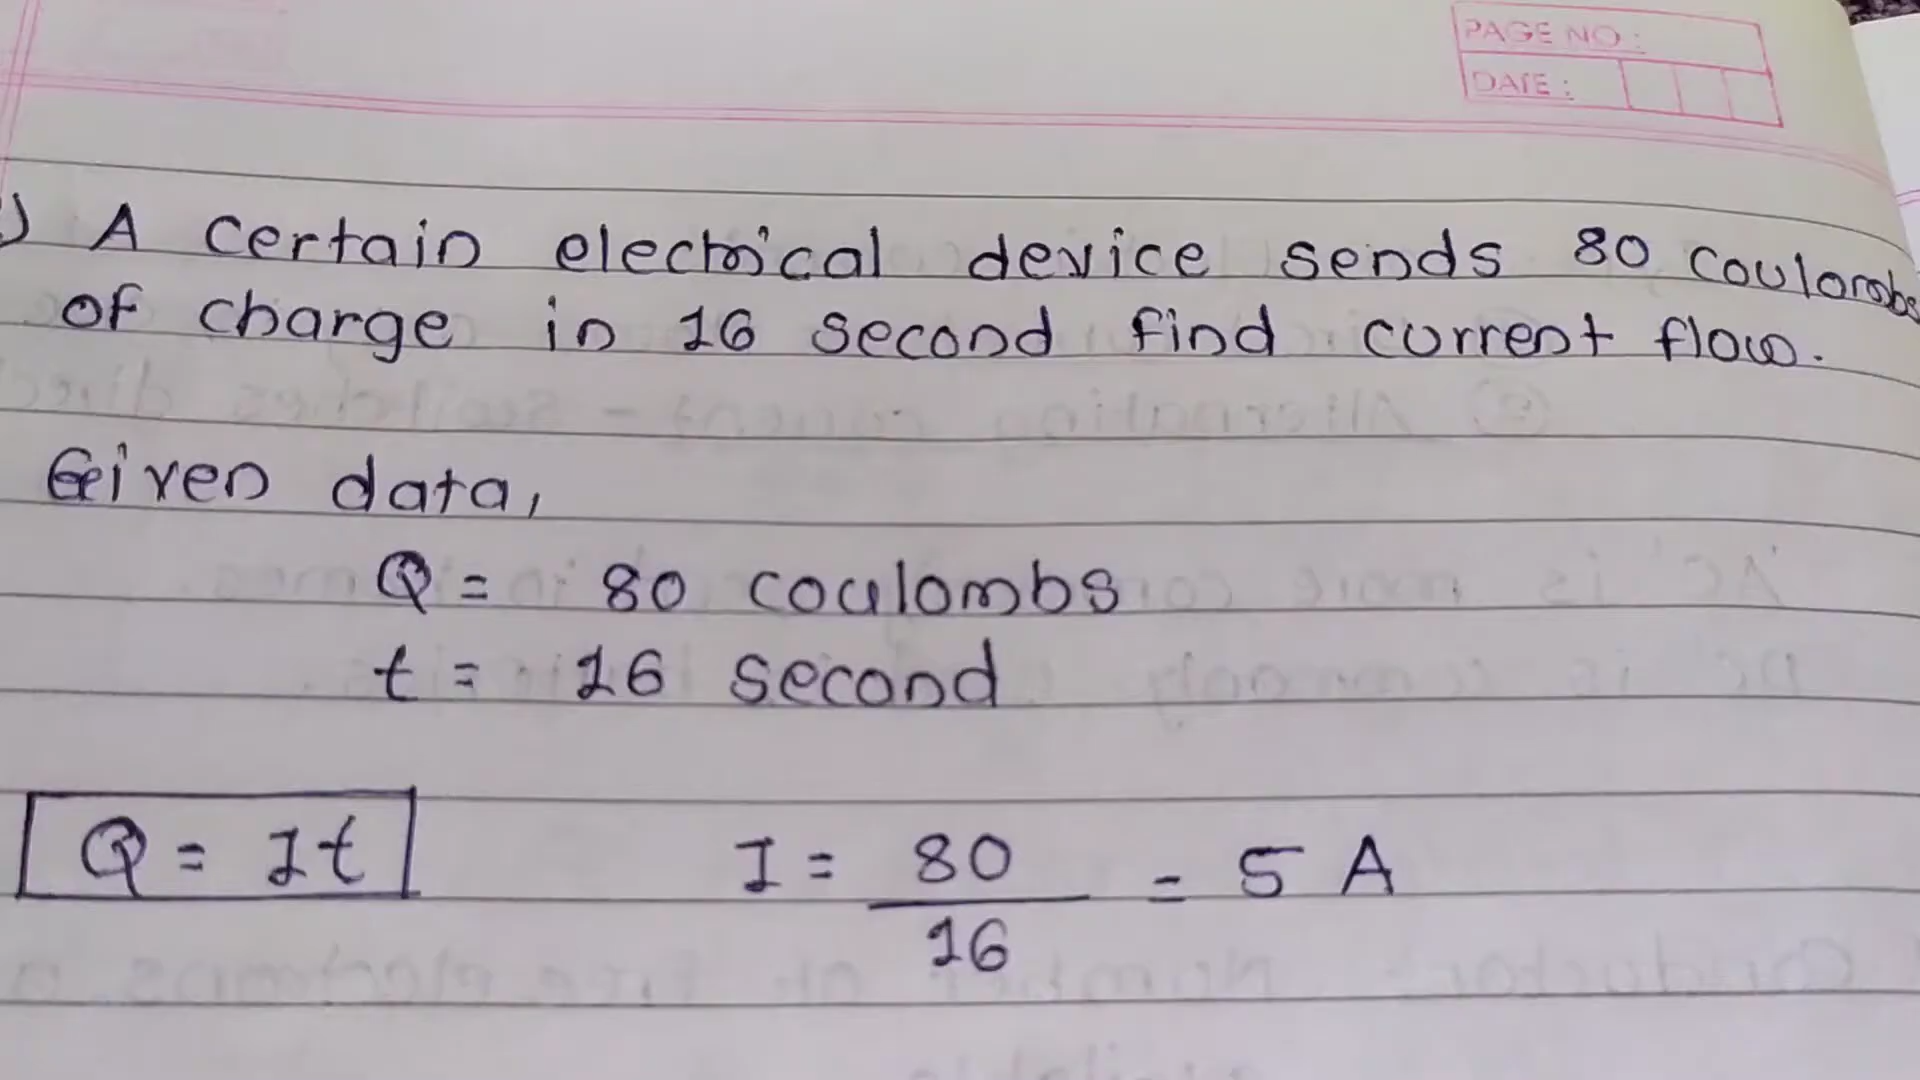 PAGE NO :
DATE :
) A certain electrical device sends 80 coulombs
of charge in 16 second find current flow.
Given data,
Q = 80 coulombs
t = 16 second
Q = It I = 80/16 = 5 A